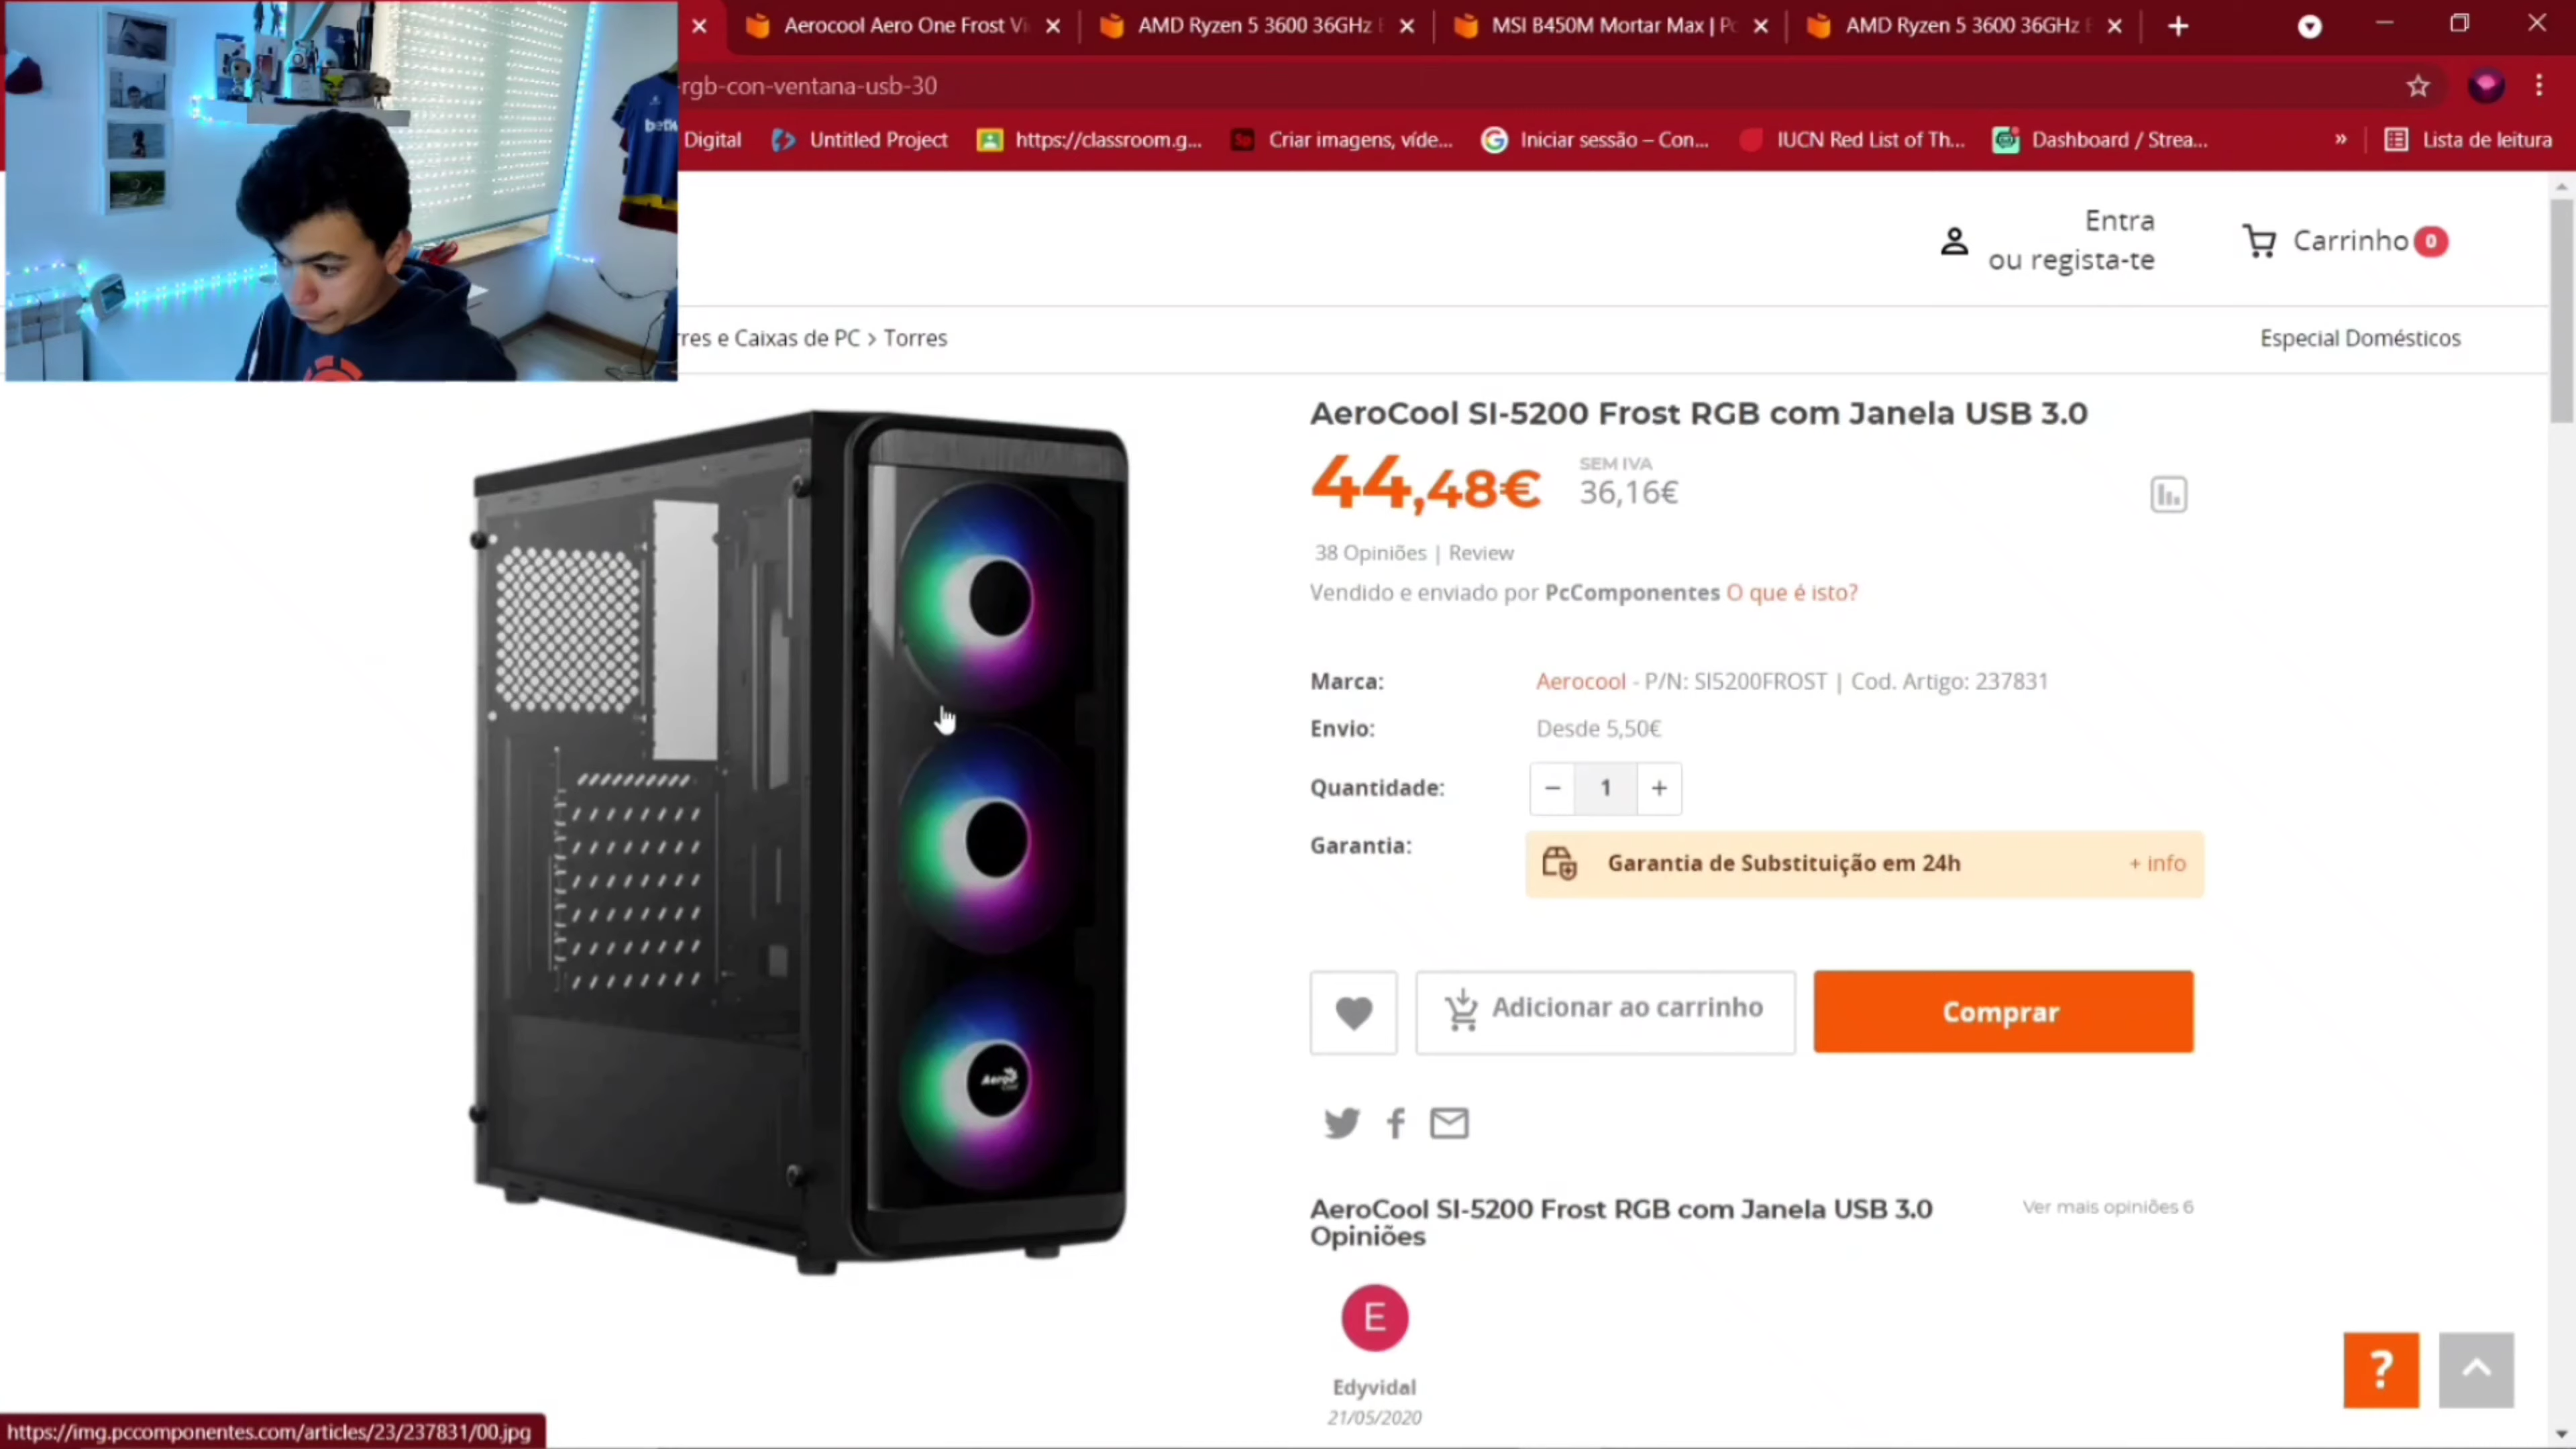 Aerocool Aero One Frost Vi
AMD Ryzen 5 3600 36GHz B
MSI B450M Mortar Max | Pc
AMD Ryzen 5 3600 36GHz B
rgb-con-ventana-usb-30
Digital
Untitled Project
https://classroom.g...
Criar imagens, víde...
Iniciar sessão – Con...
IUCN Red List of Th...
Dashboard / Strea...
»
Lista de leitura
Entra
ou regista-te
Carrinho 0
rres e Caixas de PC > Torres
Especial Domésticos
AeroCool SI-5200 Frost RGB com Janela USB 3.0
44,48€
SEM IVA
36,16€
38 Opiniões | Review
Vendido e enviado por PcComponentes O que é isto?
Marca: Aerocool - P/N: SI5200FROST | Cod. Artigo: 237831
Envio: Desde 5,50€
Quantidade: − 1 +
Garantia: Garantia de Substituição em 24h + info
Adicionar ao carrinho
Comprar
AeroCool SI-5200 Frost RGB com Janela USB 3.0
Opiniões
Ver mais opiniões 6
E
Edyvidal
21/05/2020
?
https://img.pccomponentes.com/articles/23/237831/00.jpg